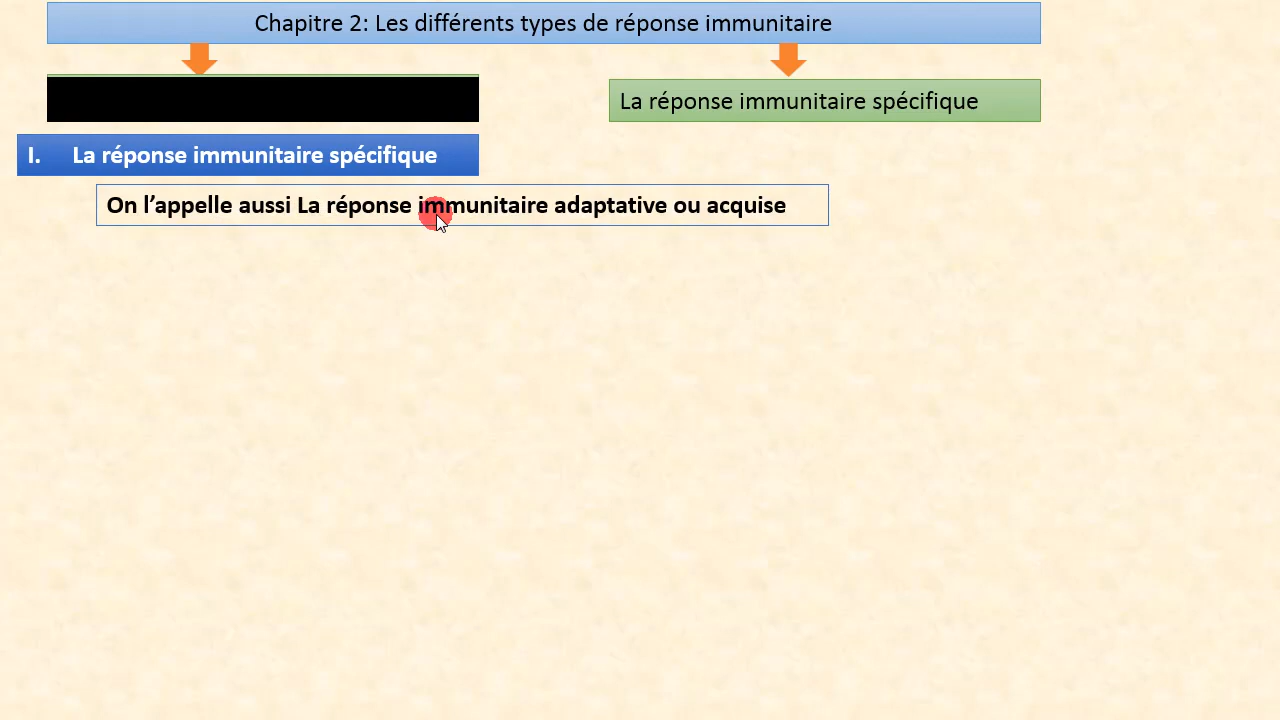 Chapitre 2: Les différents types de réponse immunitaire
La réponse immunitaire spécifique
I. La réponse immunitaire spécifique
On l’appelle aussi La réponse immunitaire adaptative ou acquise